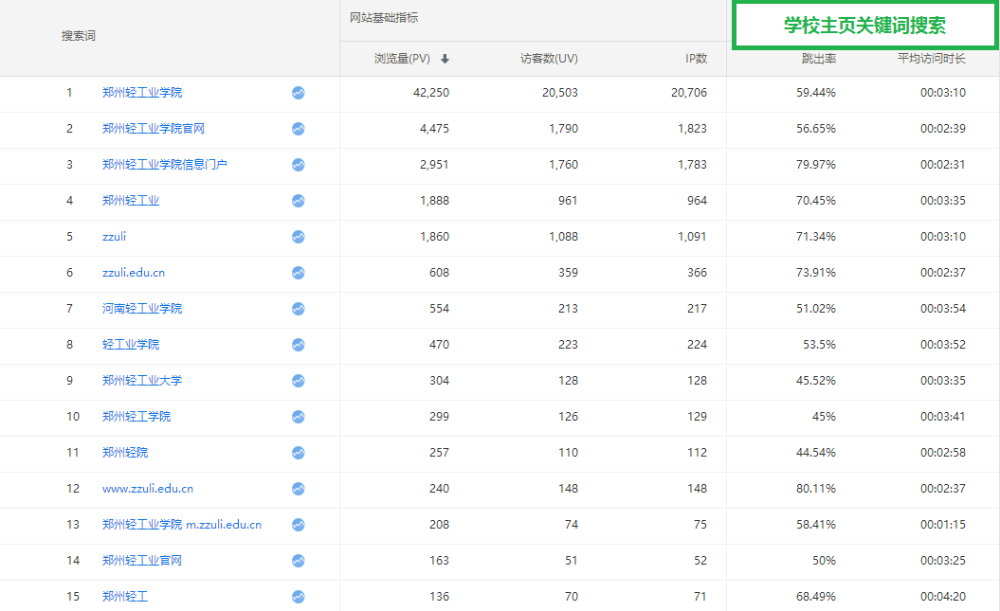 网站基础指标
学校主页关键词搜索
搜索词
浏览量(PV) 访客数(UV) IP数 跳出率 平均访问时长
1 郑州轻工业学院 42,250 20,503 20,706 59.44% 00:03:10
2 郑州轻工业学院官网 4,475 1,790 1,823 56.65% 00:02:39
3 郑州轻工业学院信息门户 2,951 1,760 1,783 79.97% 00:02:31
4 郑州轻工业 1,888 961 964 70.45% 00:03:35
5 zzuli 1,860 1,088 1,091 71.34% 00:03:10
6 zzuli.edu.cn 608 359 366 73.91% 00:02:37
7 河南轻工业学院 554 213 217 51.02% 00:03:54
8 轻工业学院 470 223 224 53.5% 00:03:52
9 郑州轻工业大学 304 128 128 45.52% 00:03:35
10 郑州轻工学院 299 126 129 45% 00:03:41
11 郑州轻院 257 110 112 44.54% 00:02:58
12 www.zzuli.edu.cn 240 148 148 80.11% 00:02:37
13 郑州轻工业学院 m.zzuli.edu.cn 208 74 75 58.41% 00:01:15
14 郑州轻工业官网 163 51 52 50% 00:03:25
15 郑州轻工 136 70 71 68.49% 00:04:20